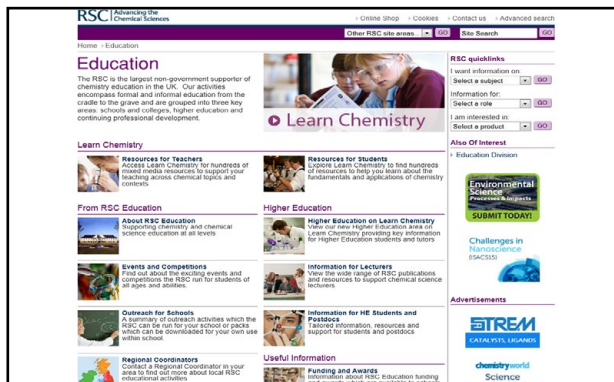 RSC Advancing the
Chemical Sciences
› Online Shop › Cookies › Contact us › Advanced search
Other RSC site areas... GO Site Search GO
Home › Education
Education
The RSC is the largest non-government supporter of
chemistry education in the UK. Our activities
encompass formal and informal education from the
cradle to the grave and are grouped into three key
areas: schools and colleges, higher education and
continuing professional development.
Learn Chemistry
RSC quicklinks
I want information on:
Select a subject GO
Information for:
Select a role GO
I am interested in:
Select a product GO
Also Of Interest
› Education Division
Environmental
Science
Processes & Impacts
SUBMIT TODAY!
Challenges in
Nanoscience
(ISACS15)
Advertisements
STREM
CATALYSTS, LIGANDS
chemistryworld
Science
Learn Chemistry
Resources for Teachers
Access Learn Chemistry for hundreds of
mixed media resources to support your
teaching across chemical topics and
contexts
Resources for Students
Explore Learn Chemistry to find hundreds
of resources to help you learn about the
fundamentals and applications of chemistry
From RSC Education
About RSC Education
Supporting chemistry and chemical
science education at all levels
Events and Competitions
Find out about the exciting events and
competitions the RSC run for students of
all ages and abilities.
Outreach for Schools
A summary of outreach activities which the
RSC can be run for your school or packs
which can be downloaded for your own use
within school.
Regional Coordinators
Contact a Regional Coordinator in your
area to find out more about local RSC
educational activities
Higher Education
Higher Education on Learn Chemistry
View our new Higher Education area on
Learn Chemistry providing key information
for Higher Education students and tutors
Information for Lecturers
View the wide range of RSC publications
and resources to support chemical science
lecturers
Information for HE Students and
Postdocs
Tailored information, resources and
support for students and postdocs
Useful Information
Funding and Awards
Information about RSC Education funding